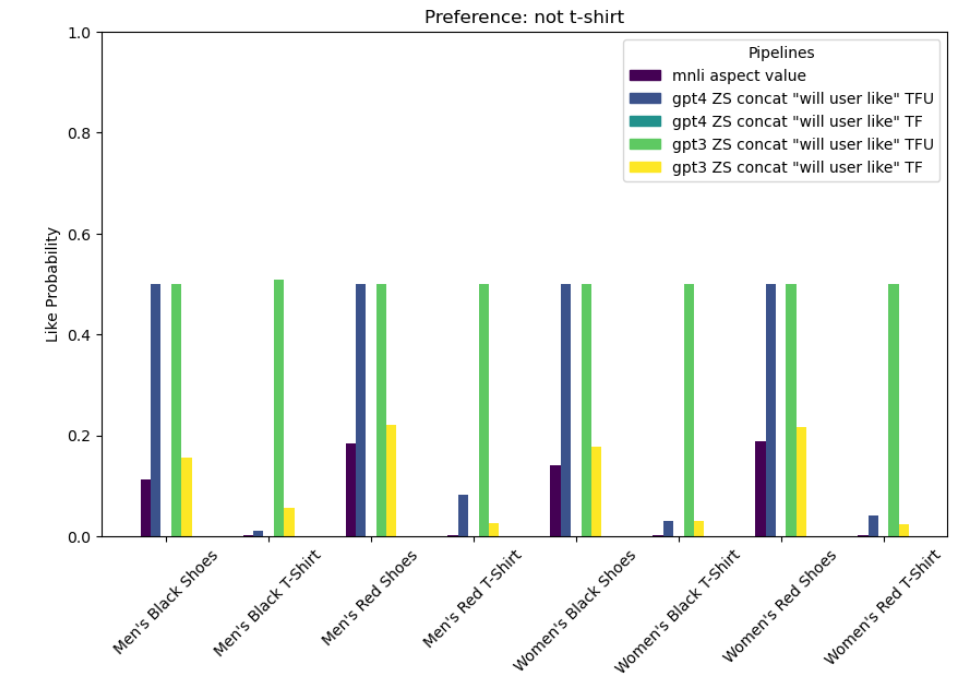 Preference: not t-shirt
Pipelines
mnli aspect value
gpt4 ZS concat "will user like" TFU
gpt4 ZS concat "will user like" TF
gpt3 ZS concat "will user like" TFU
gpt3 ZS concat "will user like" TF
Like Probability
1.0
0.8
0.6
0.4
0.2
0.0
Men's Black Shoes
Men's Black T-Shirt
Men's Red Shoes
Men's Red T-Shirt
Women's Black Shoes
Women's Black T-Shirt
Women's Red Shoes
Women's Red T-Shirt